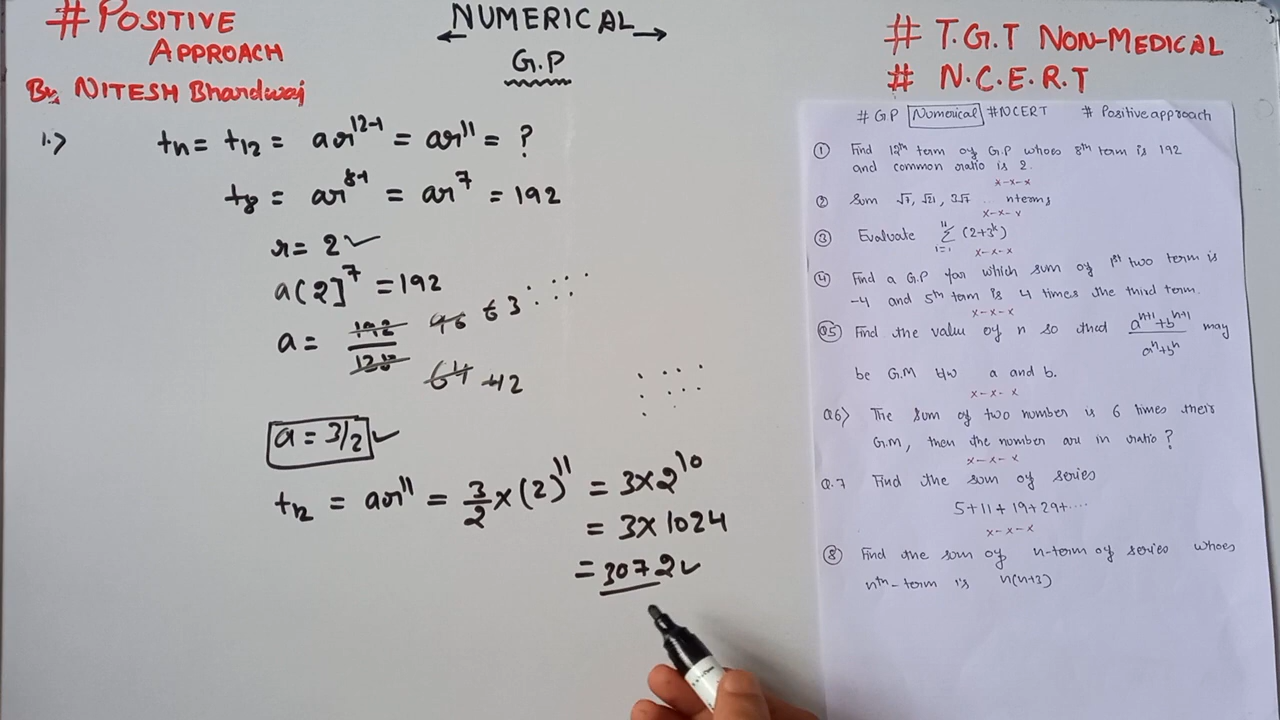 # POSITIVE
APPROACH
By NITESH Bhardwaj
NUMERICAL
G.P
# T.G.T NON-MEDICAL
# N.C.E.R.T
1.)
tₙ = t₁₂ = ar¹²⁻¹ = ar¹¹ = ?
t₈ = ar⁸⁻¹ = ar⁷ = 192
r = 2 ✓
a(2)⁷ = 192
a = 192/128 96 63
64 42
a = 3/2 ✓
t₁₂ = ar¹¹ = 3/2 × (2)¹¹ = 3×2¹⁰
= 3×1024
= 3072 ✓
# GP Numerical #NCERT # Positive approach
① Find 12ᵗʰ term of G.P whoes 8ᵗʰ term is 192
and common ratio is 2.
x-x-x
② Sum √7, √21, 3√7 .. n terms
x-x-x
③ Evaluate Σ (2+3ᵏ)
x-x-x
④ Find a G.P for which sum of 1ˢᵗ two term is
-4 and 5ᵗʰ term is 4 times the third term.
x-x-x
Q5 Find the value of n so that (aⁿ⁺¹+bⁿ⁺¹)/(aⁿ+bⁿ) may
be G.M b/w a and b.
x-x-x
Q6) The sum of two number is 6 times their
G.M, then the number are in ratio?
x-x-x
Q.7 Find the sum of series
5+11+19+29+....
x-x-x
⑧ Find the sum of n-term of series whoes
nᵗʰ-term is n(n+3)